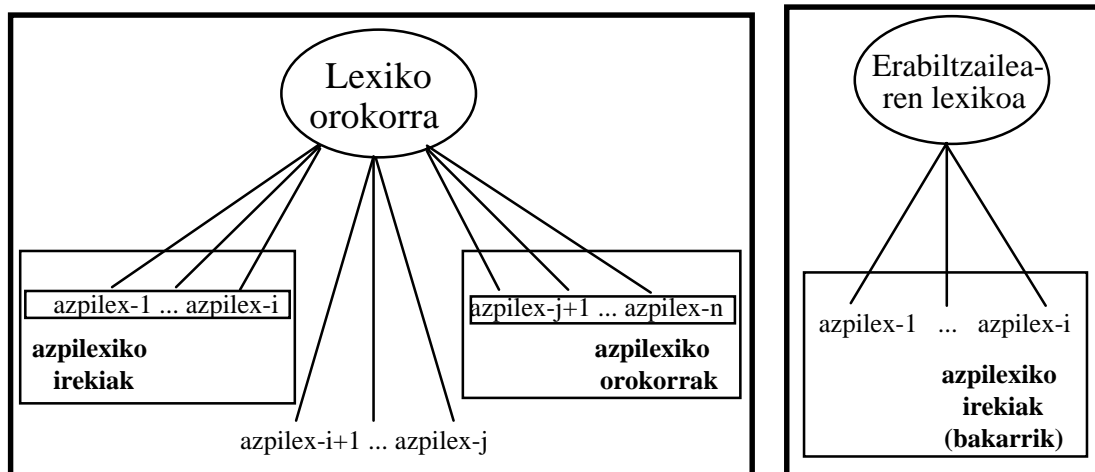 Lexiko
orokorra
azpilex-1 ... azpilex-i
azpilexiko
irekiak
azpilex-j+1 ... azpilex-n
azpilexiko
orokorrak
azpilex-i+1 ... azpilex-j
Erabiltzailea-
ren lexikoa
azpilex-1 ... azpilex-i
azpilexiko
irekiak
(bakarrik)